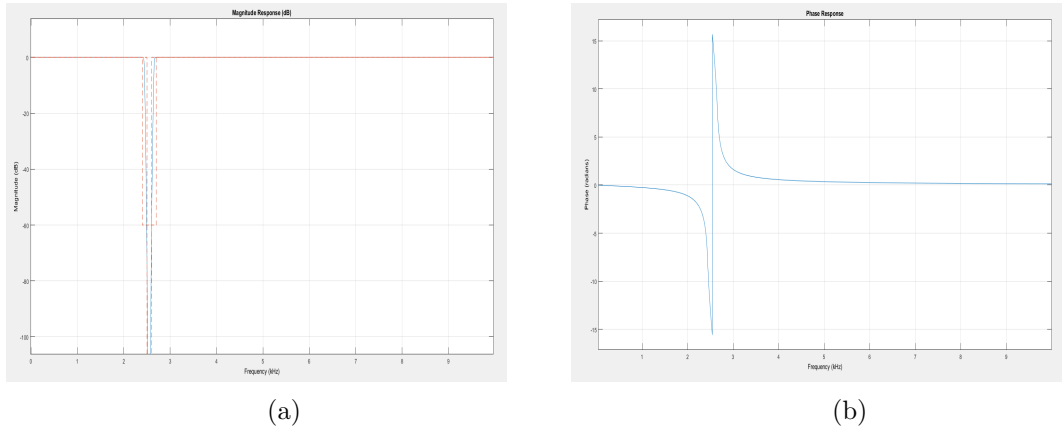 Magnitude Response (dB)
Magnitude (dB)
0
-20
-40
-60
-80
-100
0 1 2 3 4 5 6 7 8 9
Frequency (kHz)
(a)
Phase Response
Phase (radians)
15
10
5
0
-5
-10
-15
1 2 3 4 5 6 7 8 9
Frequency (kHz)
(b)